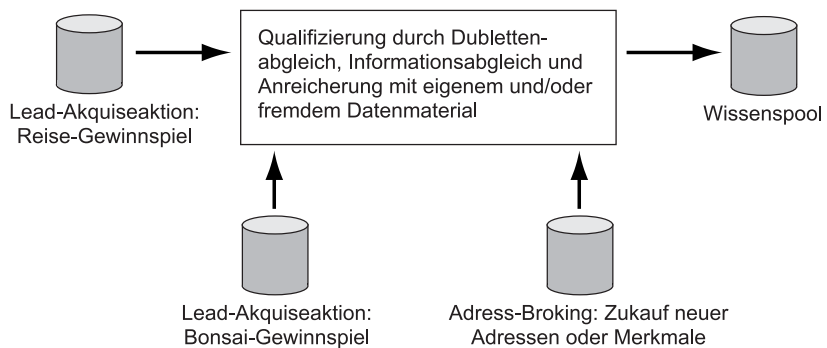 Qualifizierung durch Dubletten-
abgleich, Informationsabgleich und
Anreicherung mit eigenem und/oder
fremdem Datenmaterial
Lead-Akquiseaktion:
Reise-Gewinnspiel
Wissenspool
Lead-Akquiseaktion:
Bonsai-Gewinnspiel
Adress-Broking: Zukauf neuer
Adressen oder Merkmale